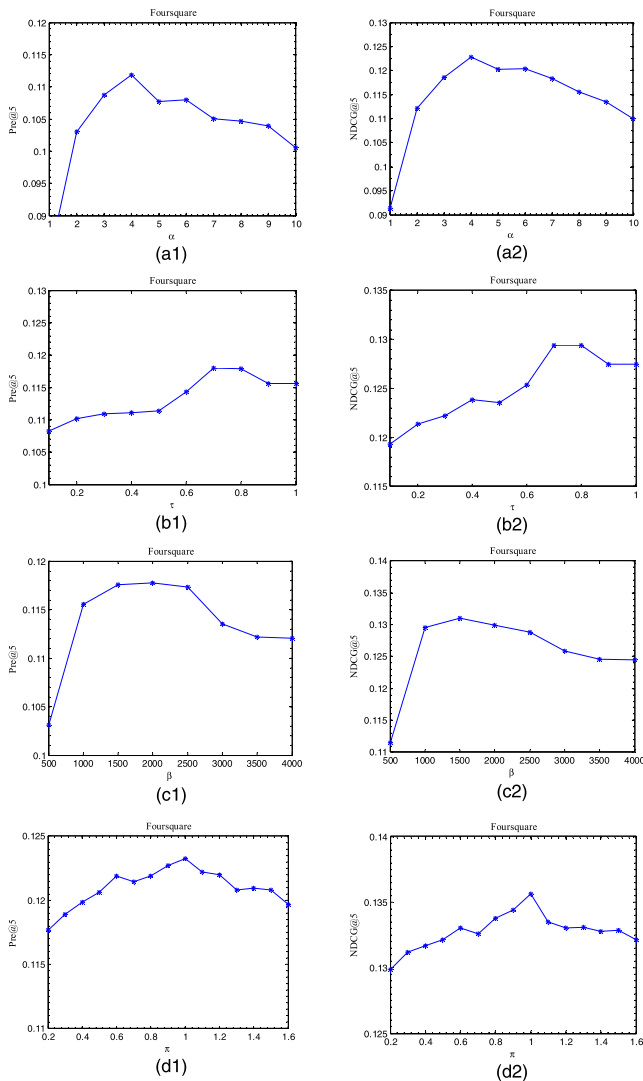 Foursquare
0.12
0.115
0.11
0.105
0.1
0.095
0.09
Pre@5
1 2 3 4 5 6 7 8 9 10
α
(a1)
Foursquare
0.13
0.125
0.12
0.115
0.11
0.105
0.1
0.095
0.09
NDCG@5
1 2 3 4 5 6 7 8 9 10
α
(a2)
Foursquare
0.13
0.125
0.12
0.115
0.11
0.105
0.1
Pre@5
0.2 0.4 0.6 0.8 1
τ
(b1)
Foursquare
0.135
0.13
0.125
0.12
0.115
NDCG@5
0.2 0.4 0.6 0.8 1
τ
(b2)
Foursquare
0.12
0.115
0.11
0.105
0.1
Pre@5
500 1000 1500 2000 2500 3000 3500 4000
β
(c1)
Foursquare
0.14
0.135
0.13
0.125
0.12
0.115
0.11
NDCG@5
500 1000 1500 2000 2500 3000 3500 4000
β
(c2)
Foursquare
0.125
0.12
0.115
0.11
Pre@5
0.2 0.4 0.6 0.8 1 1.2 1.4 1.6
π
(d1)
Foursquare
0.14
0.135
0.13
0.125
NDCG@5
0.2 0.4 0.6 0.8 1 1.2 1.4 1.6
π
(d2)